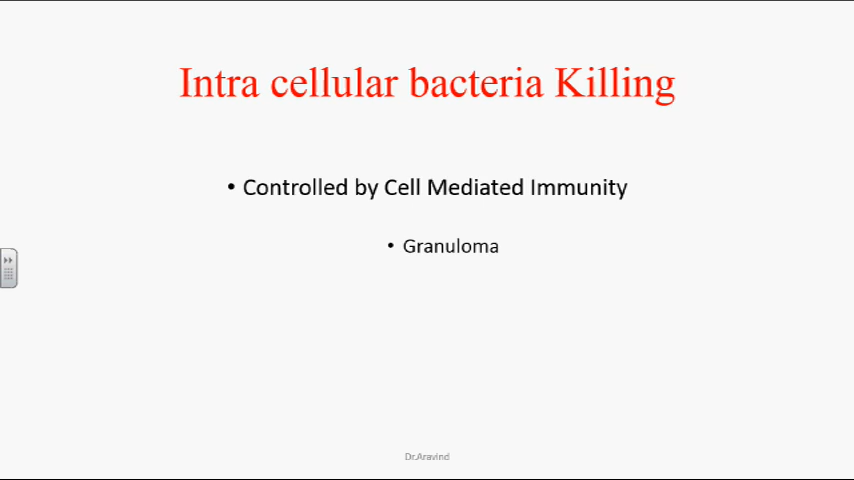 Intra cellular bacteria Killing
• Controlled by Cell Mediated Immunity
• Granuloma
Dr.Aravind